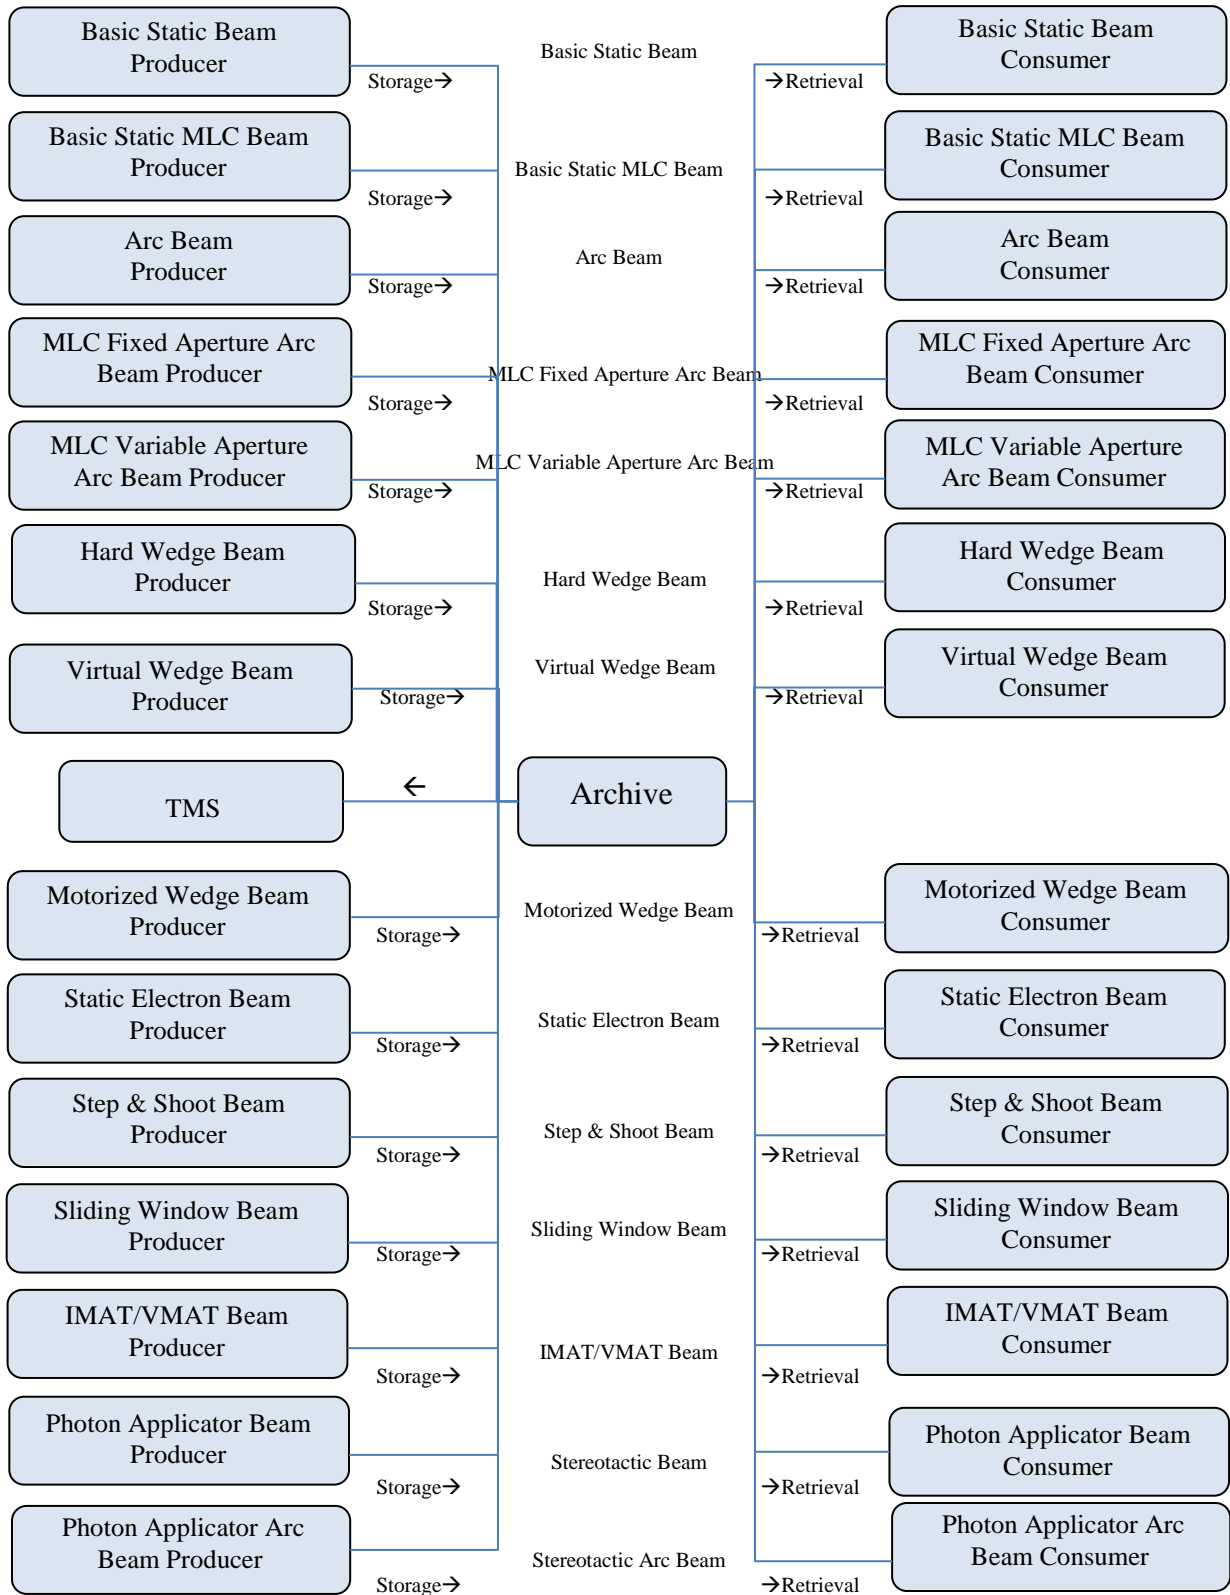 Basic Static Beam
Producer
Storage→
Basic Static Beam
→Retrieval
Basic Static Beam
Consumer
Basic Static MLC Beam
Producer
Storage→
Basic Static MLC Beam
→Retrieval
Basic Static MLC Beam
Consumer
Arc Beam
Producer
Storage→
Arc Beam
→Retrieval
Arc Beam
Consumer
MLC Fixed Aperture Arc
Beam Producer
Storage→
MLC Fixed Aperture Arc Beam
→Retrieval
MLC Fixed Aperture Arc
Beam Consumer
MLC Variable Aperture
Arc Beam Producer
Storage→
MLC Variable Aperture Arc Beam
→Retrieval
MLC Variable Aperture
Arc Beam Consumer
Hard Wedge Beam
Producer
Storage→
Hard Wedge Beam
→Retrieval
Hard Wedge Beam
Consumer
Virtual Wedge Beam
Producer
Storage→
Virtual Wedge Beam
→Retrieval
Virtual Wedge Beam
Consumer
TMS
←
Archive
Motorized Wedge Beam
Producer
Storage→
Motorized Wedge Beam
→Retrieval
Motorized Wedge Beam
Consumer
Static Electron Beam
Producer
Storage→
Static Electron Beam
→Retrieval
Static Electron Beam
Consumer
Step & Shoot Beam
Producer
Storage→
Step & Shoot Beam
→Retrieval
Step & Shoot Beam
Consumer
Sliding Window Beam
Producer
Storage→
Sliding Window Beam
→Retrieval
Sliding Window Beam
Consumer
IMAT/VMAT Beam
Producer
Storage→
IMAT/VMAT Beam
→Retrieval
IMAT/VMAT Beam
Consumer
Photon Applicator Beam
Producer
Storage→
Stereotactic Beam
→Retrieval
Photon Applicator Beam
Consumer
Photon Applicator Arc
Beam Producer
Storage→
Stereotactic Arc Beam
→Retrieval
Photon Applicator Arc
Beam Consumer